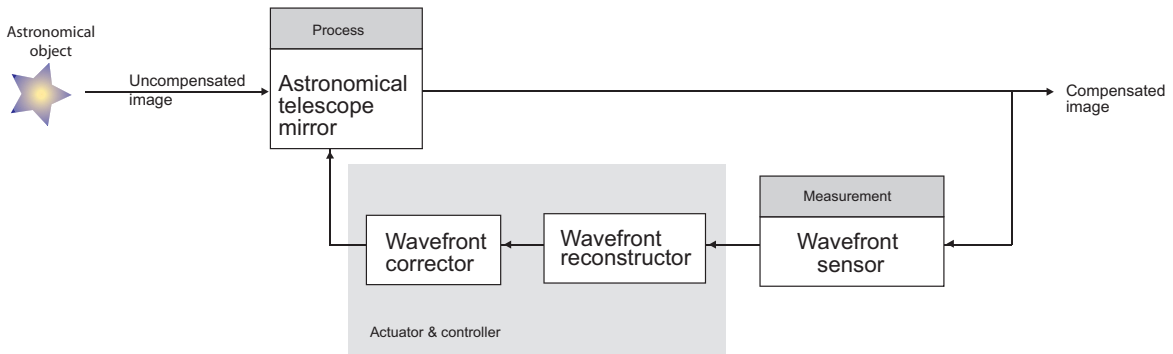 Astronomical
object
Uncompensated
image
Process
Astronomical
telescope
mirror
Compensated
image
Measurement
Wavefront
sensor
Wavefront
reconstructor
Wavefront
corrector
Actuator & controller